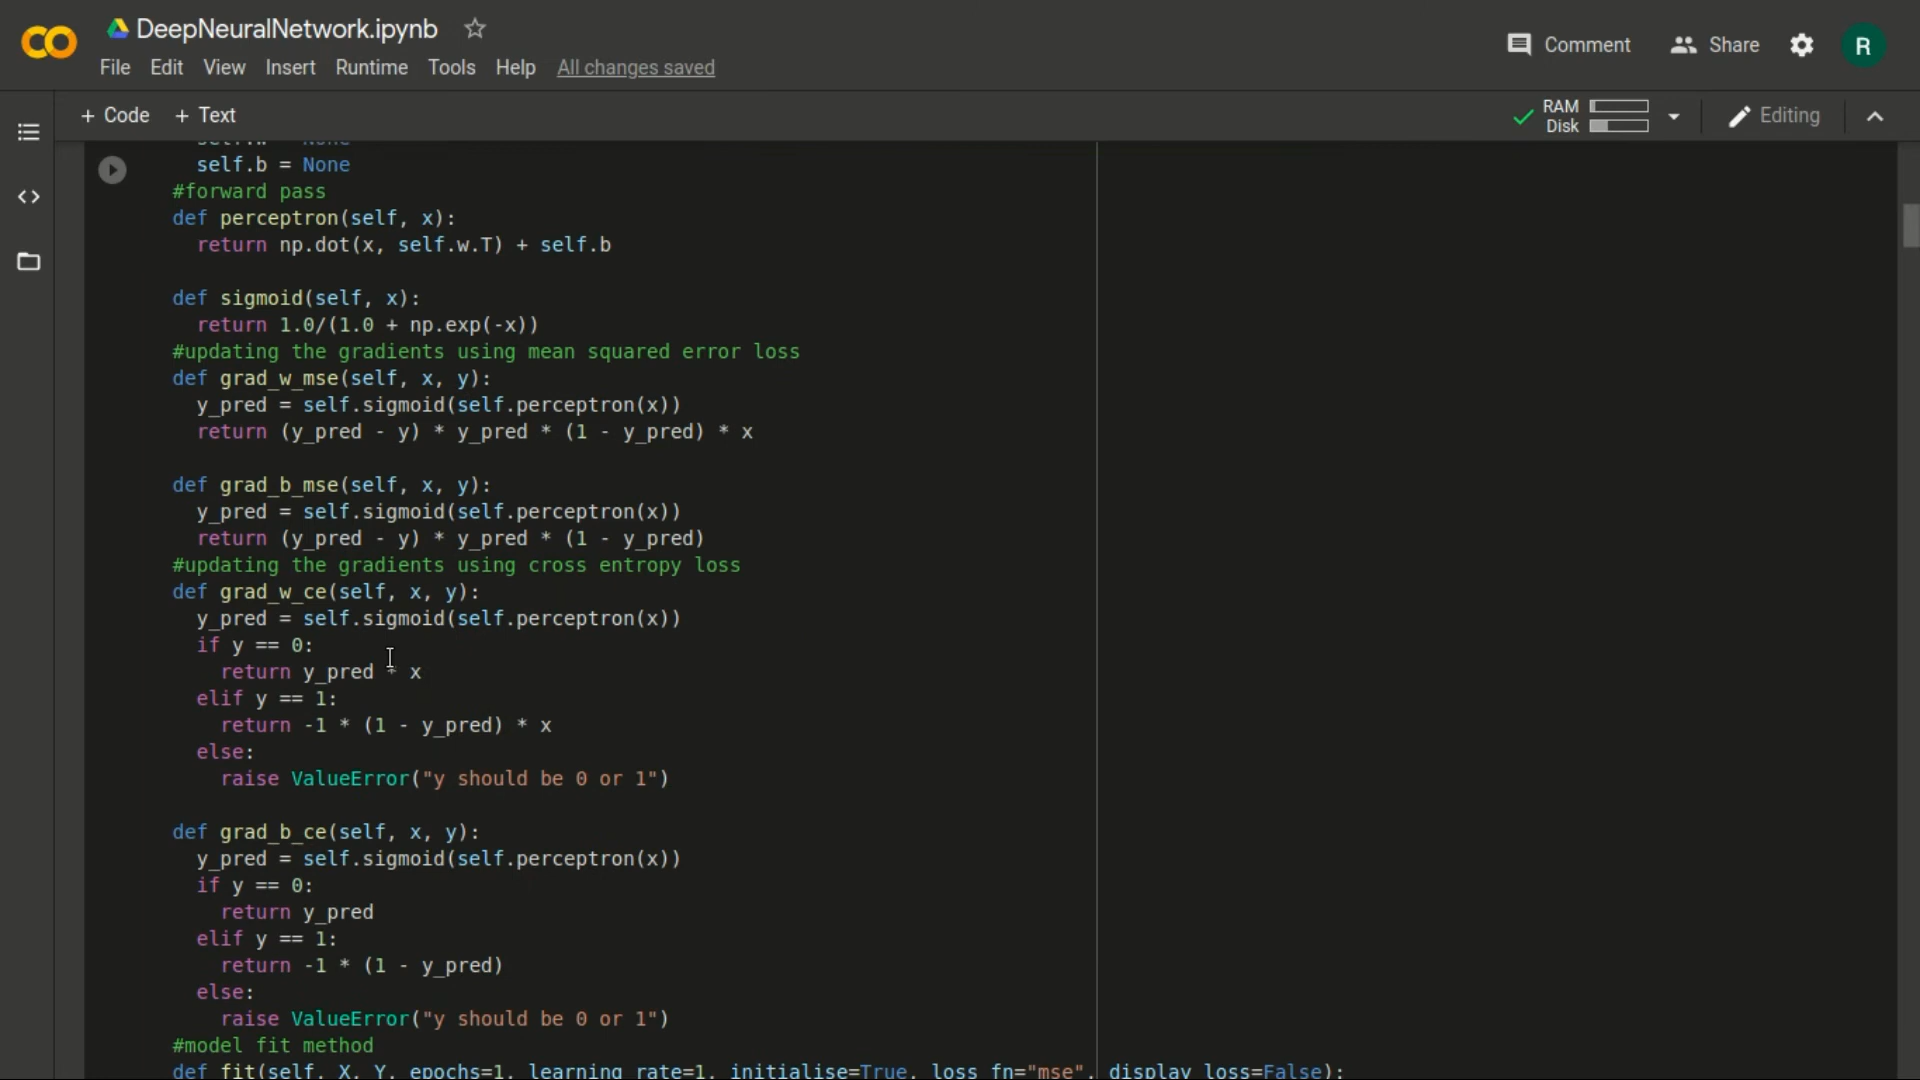 DeepNeuralNetwork.ipynb
Comment
Share
R
File Edit View Insert Runtime Tools Help All changes saved
+ Code + Text
RAM
Disk
Editing
self.b = None
#forward pass
def perceptron(self, x):
return np.dot(x, self.w.T) + self.b
def sigmoid(self, x):
return 1.0/(1.0 + np.exp(-x))
#updating the gradients using mean squared error loss
def grad_w_mse(self, x, y):
y_pred = self.sigmoid(self.perceptron(x))
return (y_pred - y) * y_pred * (1 - y_pred) * x
def grad_b_mse(self, x, y):
y_pred = self.sigmoid(self.perceptron(x))
return (y_pred - y) * y_pred * (1 - y_pred)
#updating the gradients using cross entropy loss
def grad_w_ce(self, x, y):
y_pred = self.sigmoid(self.perceptron(x))
if y == 0:
return y_pred * x
elif y == 1:
return -1 * (1 - y_pred) * x
else:
raise ValueError("y should be 0 or 1")
def grad_b_ce(self, x, y):
y_pred = self.sigmoid(self.perceptron(x))
if y == 0:
return y_pred
elif y == 1:
return -1 * (1 - y_pred)
else:
raise ValueError("y should be 0 or 1")
#model fit method
def fit(self, X, Y, epochs=1, learning_rate=1, initialise=True, loss_fn="mse", display_loss=False):